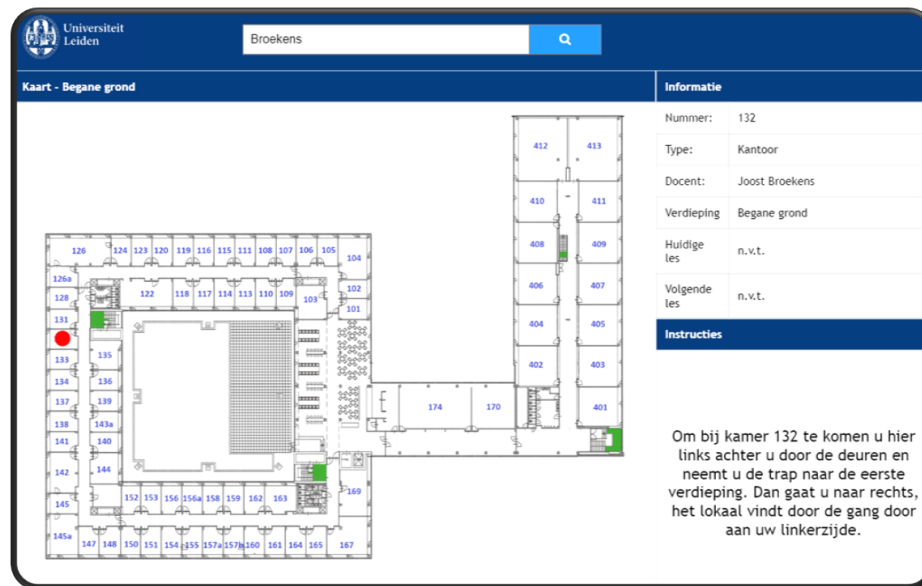 Universiteit
Leiden
Broekens
Kaart - Begane grond
Informatie
Nummer: 132
Type: Kantoor
Docent: Joost Broekens
Verdieping Begane grond
Huidige
les
n.v.t.
Volgende
les
n.v.t.
Instructies
Om bij kamer 132 te komen u hier
links achter u door de deuren en
neemt u de trap naar de eerste
verdieping. Dan gaat u naar rechts,
het lokaal vindt door de gang door
aan uw linkerzijde.
412 413
410 411
408 409
406 407
404 405
402 403
401
126 124 123 120 119 116 115 111 108 107 106 105
104
126a
122 118 117 114 113 110 109 103 102
128
101
131
133 135
134 136
137 139
138 143a
141 140
142 144
174 170
145 152 153 156 156a 158 159 162 163 169
145a 147 148 150 151 154 155 157a 157b 160 161 164 165 167